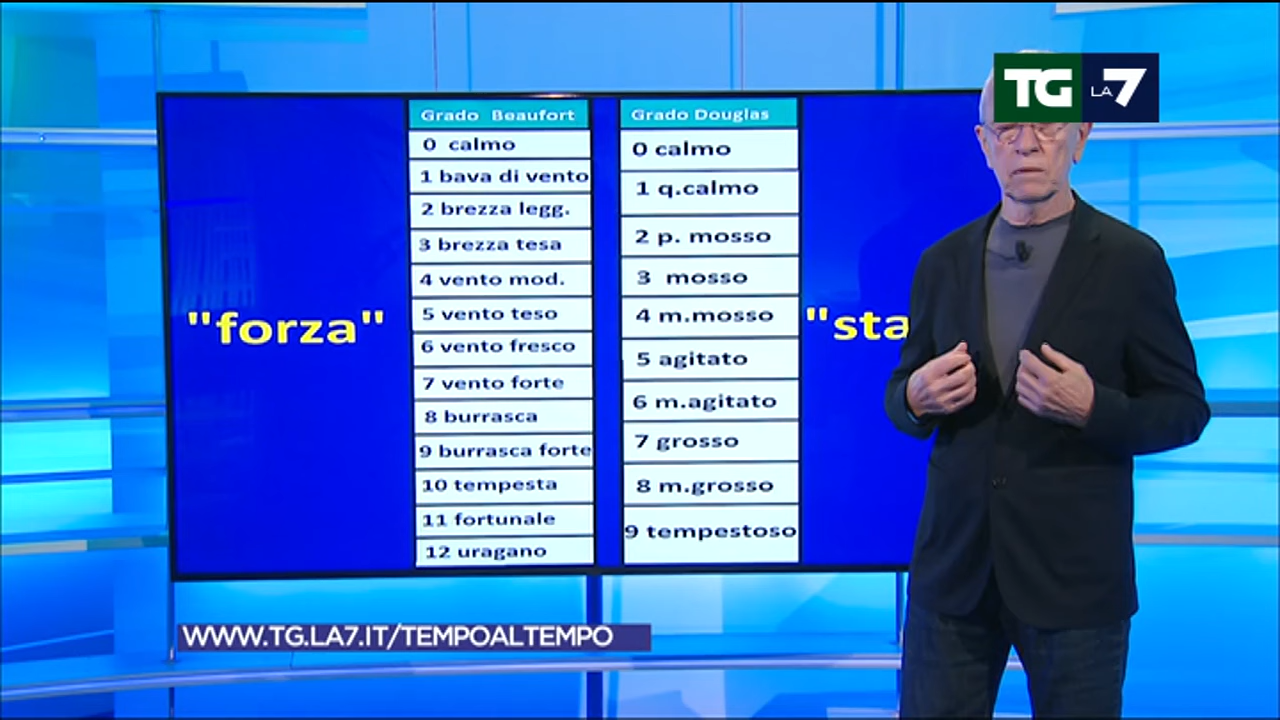 TG LA 7
Grado Beaufort
0 calmo
1 bava di vento
2 brezza legg.
3 brezza tesa
4 vento mod.
5 vento teso
6 vento fresco
7 vento forte
8 burrasca
9 burrasca forte
10 tempesta
11 fortunale
12 uragano
Grado Douglas
0 calmo
1 q.calmo
2 p. mosso
3 mosso
4 m.mosso
5 agitato
6 m.agitato
7 grosso
8 m.grosso
9 tempestoso
"forza"
"sta
WWW.TG.LA7.IT/TEMPOALTEMPO